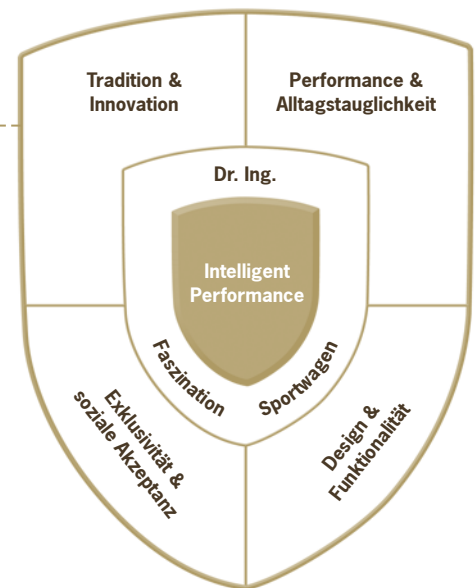 Tradition &
Innovation
Performance &
Alltagstauglichkeit
Dr. Ing.
Intelligent
Performance
Faszination
Sportwagen
Exklusivität &
soziale Akzeptanz
Design &
Funktionalität